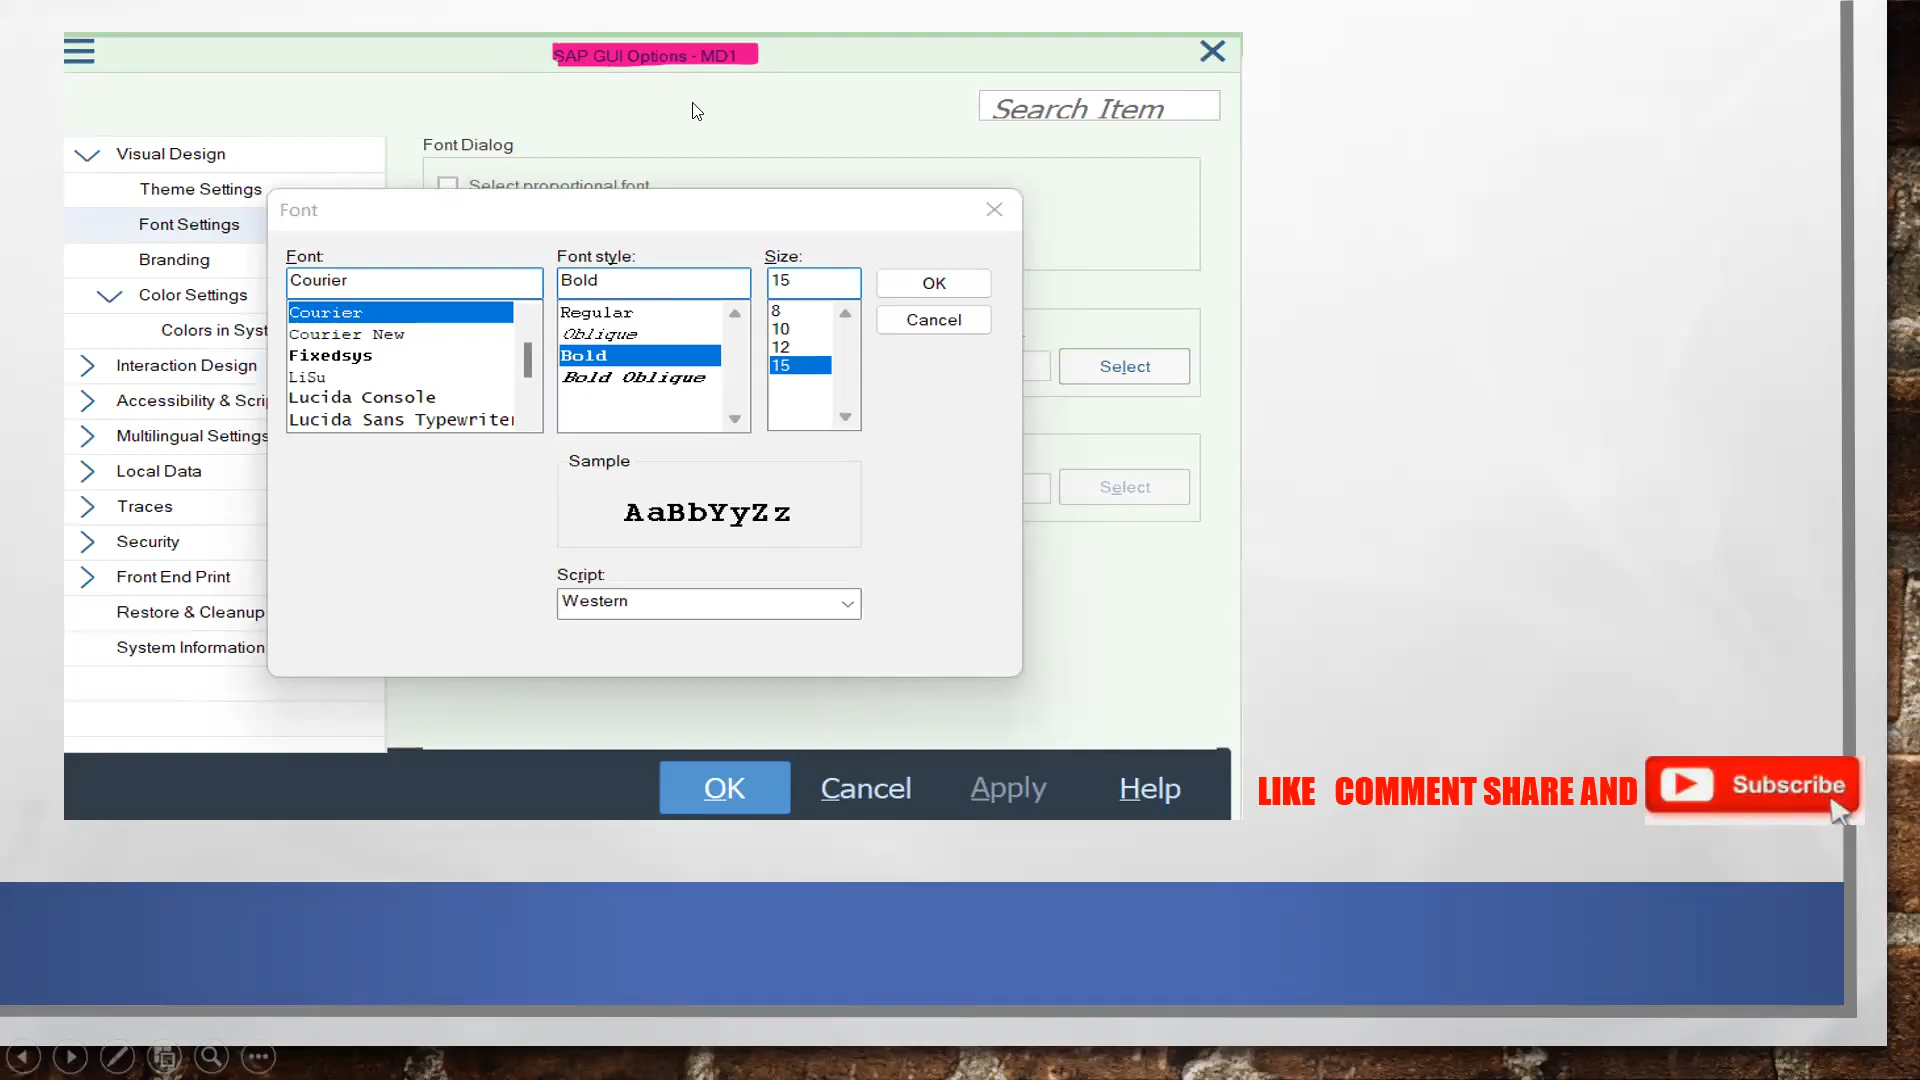 SAP GUI Options - MD1
Search Item
Visual Design
Theme Settings
Font Settings
Branding
Color Settings
Colors in Syst
Interaction Design
Accessibility & Scrip
Multilingual Settings
Local Data
Traces
Security
Front End Print
Restore & Cleanup
System Information
Font Dialog
Select proportional font
Font
Font:
Courier
Courier
Courier New
Fixedsys
LiSu
Lucida Console
Lucida Sans Typewriter
Font style:
Bold
Regular
Oblique
Bold
Bold Oblique
Size:
15
8
10
12
15
OK
Cancel
Sample
AaBbYyZz
Script:
Western
Select
Select
OK
Cancel
Apply
Help
LIKE COMMENT SHARE AND
Subscribe